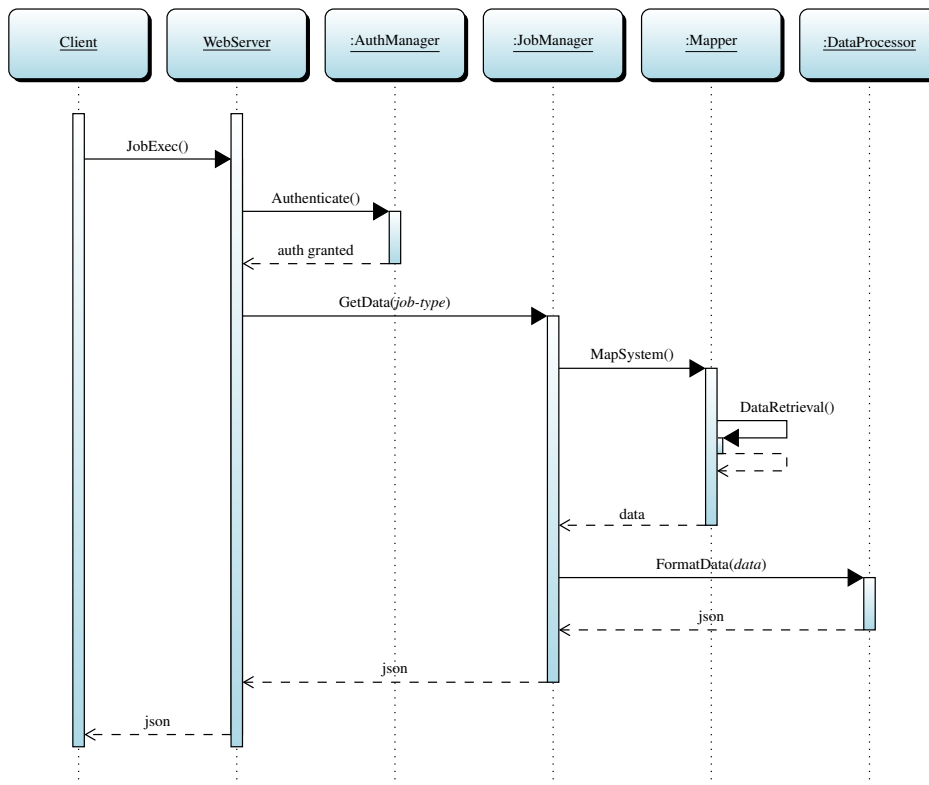 Client
WebServer
:AuthManager
:JobManager
:Mapper
:DataProcessor
JobExec()
Authenticate()
auth granted
GetData(job-type)
MapSystem()
DataRetrieval()
data
FormatData(data)
json
json
json